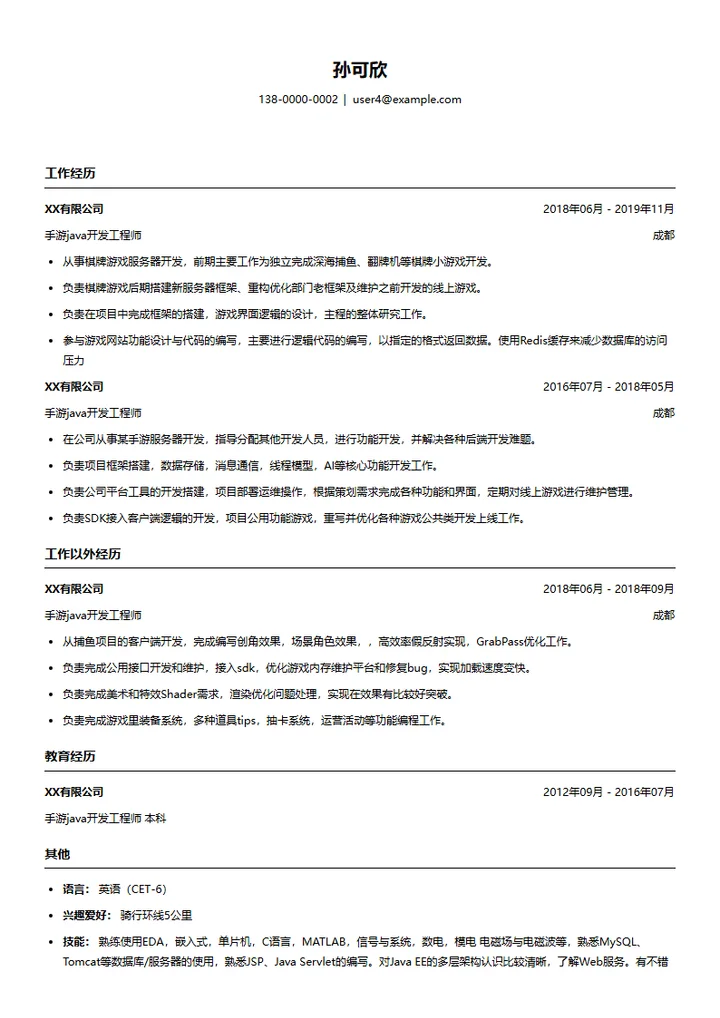 孙可欣
138-0000-0002 | user4@example.com
工作经历
XX有限公司 2018年06月 - 2019年11月
手游java开发工程师 成都
• 从事棋牌游戏服务器开发，前期主要工作为独立完成深海捕鱼、翻牌机等棋牌小游戏开发。
• 负责棋牌游戏后期搭建新服务器框架、重构优化部门老框架及维护之前开发的线上游戏。
• 负责在项目中完成框架的搭建，游戏界面逻辑的设计，主程的整体研究工作。
• 参与游戏网站功能设计与代码的编写，主要进行逻辑代码的编写，以指定的格式返回数据。使用Redis缓存来减少数据库的访问
压力
XX有限公司 2016年07月 - 2018年05月
手游java开发工程师 成都
• 在公司从事某手游服务器开发，指导分配其他开发人员，进行功能开发，并解决各种后端开发难题。
• 负责项目框架搭建，数据存储，消息通信，线程模型，AI等核心功能开发工作。
• 负责公司平台工具的开发搭建，项目部署运维操作，根据策划需求完成各种功能和界面，定期对线上游戏进行维护管理。
• 负责SDK接入客户端逻辑的开发，项目公用功能游戏，重写并优化各种游戏公共类开发上线工作。
工作以外经历
XX有限公司 2018年06月 - 2018年09月
手游java开发工程师 成都
• 从捕鱼项目的客户端开发，完成编写创角效果，场景角色效果，，高效率假反射实现，GrabPass优化工作。
• 负责完成公用接口开发和维护，接入sdk，优化游戏内存维护平台和修复bug，实现加载速度变快。
• 负责完成美术和特效Shader需求，渲染优化问题处理，实现在效果有比较好突破。
• 负责完成游戏里装备系统，多种道具tips，抽卡系统，运营活动等功能编程工作。
教育经历
XX有限公司 2012年09月 - 2016年07月
手游java开发工程师 本科
其他
• 语言： 英语（CET-6）
• 兴趣爱好： 骑行环线5公里
• 技能： 熟练使用EDA，嵌入式，单片机，C语言，MATLAB，信号与系统，数电，模电 电磁场与电磁波等，熟悉MySQL、
Tomcat等数据库/服务器的使用，熟悉JSP、Java Servlet的编写。对Java EE的多层架构认识比较清晰，了解Web服务。有不错